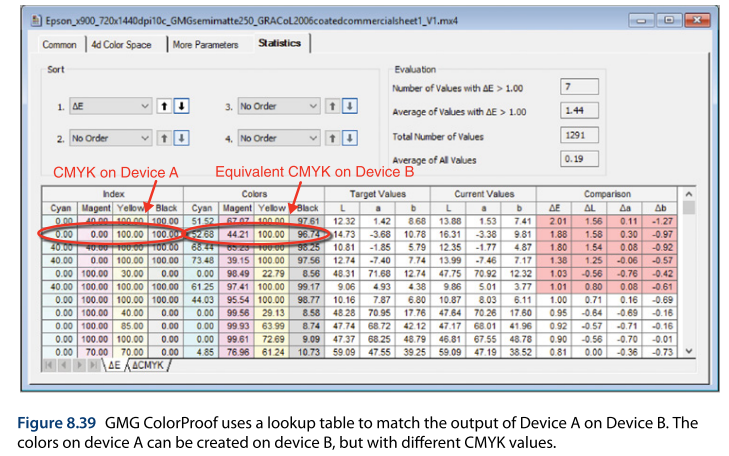 Epson_x900_720x1440dpi10c_GMGsemimatte250_GRACoL2006coatedcommercialsheet1_V1.mx4
Common 4d Color Space More Parameters Statistics
Sort Evaluation
Number of Values with ΔE > 1.00 7
1. ΔE 3. No Order
Average of Values with ΔE > 1.00 1.44
2. No Order 4. No Order
Total Number of Values 1291
Average of All Values 0.19
CMYK on Device A Equivalent CMYK on Device B
Index Colors Target Values Current Values Comparison
Cyan Magent Yellow Black Cyan Magent Yellow Black L a b L a b ΔE ΔL Δa Δb
0.00 40.00 100.00 100.00 51.52 67.07 100.00 97.61 12.32 1.42 8.68 13.88 1.53 7.41 2.01 1.56 0.11 -1.27
0.00 0.00 100.00 100.00 52.68 44.21 100.00 96.74 14.73 -3.68 10.78 16.31 -3.38 9.81 1.88 1.58 0.30 -0.97
40.00 40.00 100.00 100.00 68.44 100.00 98.25 10.81 -1.85 5.79 12.35 -1.77 4.87 1.80 1.54 0.08 -0.92
40.00 0.00 100.00 100.00 73.48 39.15 100.00 97.56 12.74 -7.40 7.74 13.99 -7.46 7.17 1.38 1.25 -0.06 -0.57
0.00 100.00 30.00 0.00 0.00 98.49 22.79 8.56 48.31 71.68 12.74 47.75 70.92 12.32 1.03 -0.56 -0.76 -0.42
40.00 100.00 100.00 100.00 61.25 97.41 100.00 99.17 9.06 4.93 4.38 9.86 5.01 3.77 1.01 0.80 0.08 -0.61
0.00 100.00 100.00 100.00 44.03 95.54 100.00 98.77 10.16 7.87 6.80 10.87 8.03 6.11 1.00 0.71 0.16 -0.69
0.00 100.00 40.00 0.00 0.00 99.56 29.13 8.58 48.28 70.95 17.76 47.64 70.26 17.60 0.95 -0.64 -0.69 -0.16
0.00 100.00 85.00 0.00 0.00 99.93 63.99 8.74 47.74 68.72 42.12 47.17 68.01 41.96 0.92 -0.57 -0.71 -0.16
0.00 100.00 100.00 0.00 0.00 99.61 72.69 9.09 47.37 68.25 48.79 46.81 67.55 48.78 0.90 -0.56 -0.70 -0.01
0.00 70.00 70.00 0.00 4.85 76.96 61.24 10.73 59.09 47.55 39.25 59.09 47.19 38.52 0.81 0.00 -0.36 -0.73
ΔE ΔCMYK
Figure 8.39 GMG ColorProof uses a lookup table to match the output of Device A on Device B. The
colors on device A can be created on device B, but with different CMYK values.